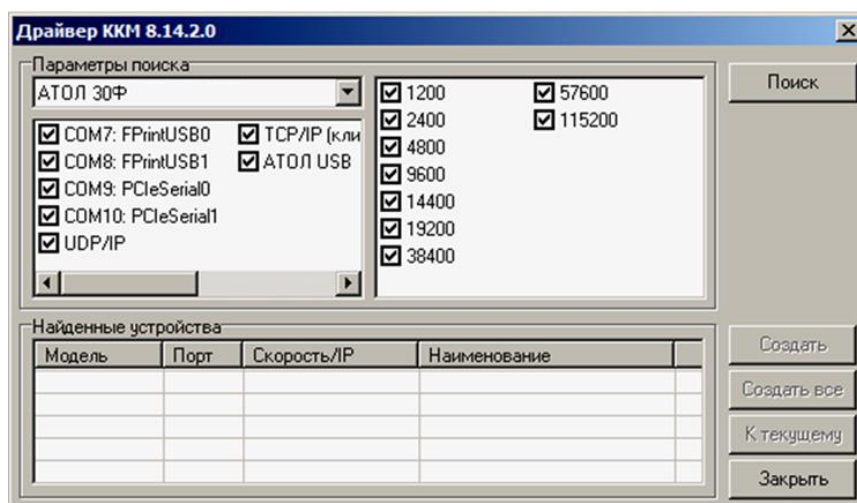 Драйвер ККМ 8.14.2.0
Параметры поиска
АТОЛ 30Ф
COM7: FPrintUSB0
COM8: FPrintUSB1
COM9: PCIeSerial0
COM10: PCIeSerial1
UDP/IP
TCP/IP (кли
АТОЛ USB
1200
2400
4800
9600
14400
19200
38400
57600
115200
Поиск
Найденные устройства
Модель Порт Скорость/IP Наименование
Создать
Создать все
К текущему
Закрыть